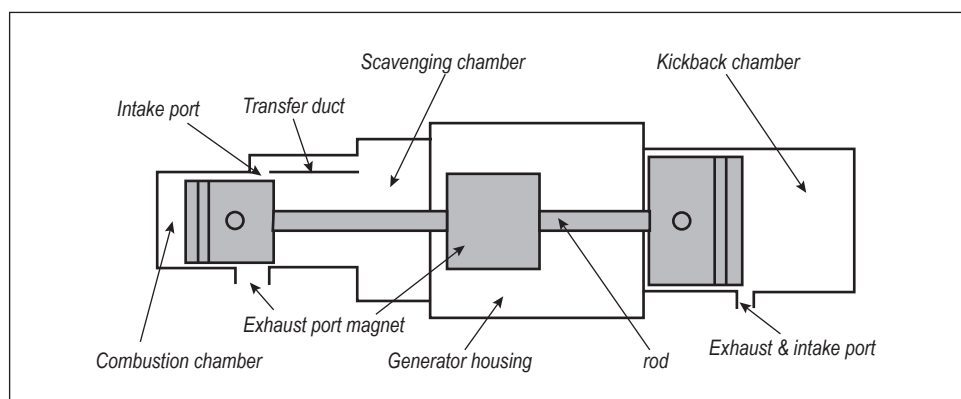 Scavenging chamber
Kickback chamber
Intake port
Transfer duct
Exhaust port magnet
Combustion chamber
Generator housing
rod
Exhaust & intake port